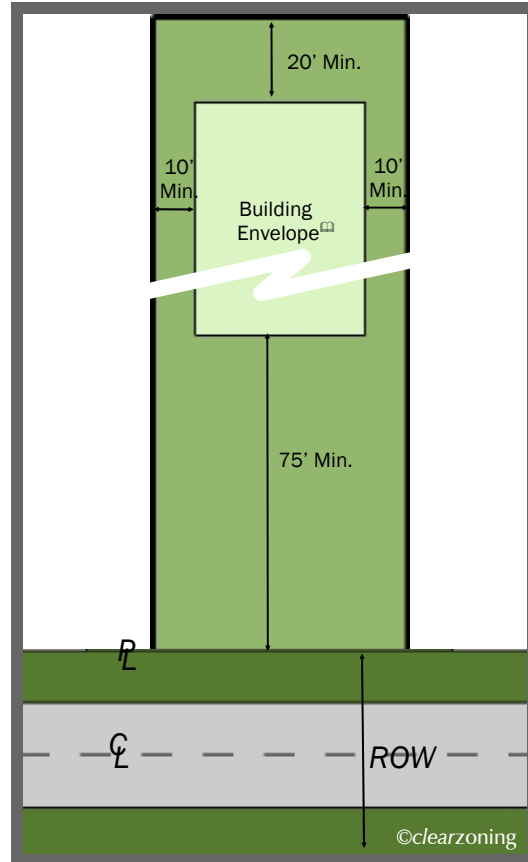 20’ Min.
10’
Min.
10’
Min.
Building
Envelope
75’ Min.
PL
CL
ROW
©clearzoning